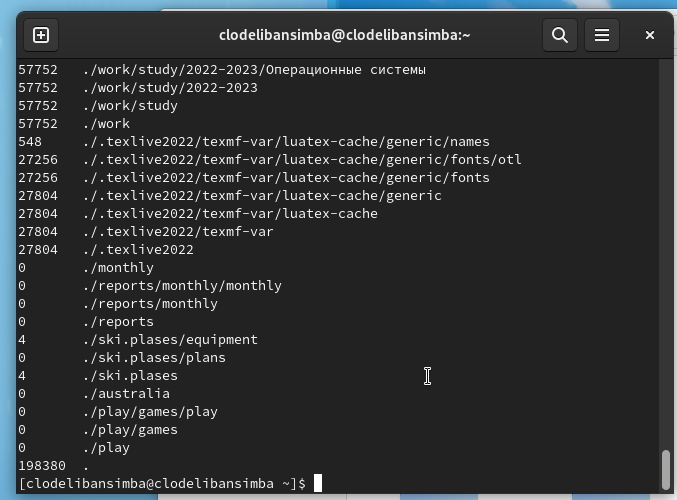 clodelibansimba@clodelibansimba:~
57752 ./work/study/2022-2023/Операционные системы
57752 ./work/study/2022-2023
57752 ./work/study
57752 ./work
548 ./.texlive2022/texmf-var/luatex-cache/generic/names
27256 ./.texlive2022/texmf-var/luatex-cache/generic/fonts/otl
27256 ./.texlive2022/texmf-var/luatex-cache/generic/fonts
27804 ./.texlive2022/texmf-var/luatex-cache/generic
27804 ./.texlive2022/texmf-var/luatex-cache
27804 ./.texlive2022/texmf-var
27804 ./.texlive2022
0 ./monthly
0 ./reports/monthly/monthly
0 ./reports/monthly
0 ./reports
4 ./ski.plases/equipment
0 ./ski.plases/plans
4 ./ski.plases
0 ./australia
0 ./play/games/play
0 ./play/games
0 ./play
198380 .
[clodelibansimba@clodelibansimba ~]$